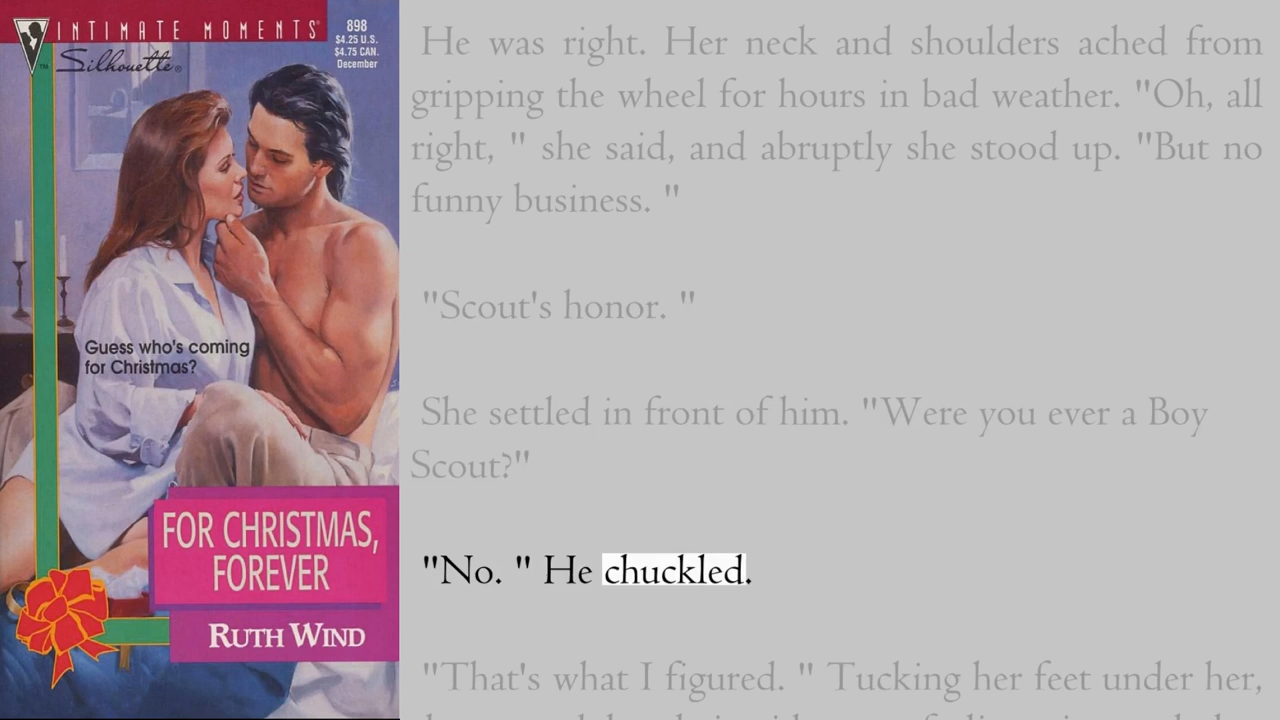 INTIMATE MOMENTS®
898
$4.25 U.S.
$4.75 CAN.
December
™
Silhouette®
Guess who's coming
for Christmas?
FOR CHRISTMAS,
FOREVER
RUTH WIND
He was right. Her neck and shoulders ached from
gripping the wheel for hours in bad weather. "Oh, all
right, " she said, and abruptly she stood up. "But no
funny business. "
"Scout's honor. "
She settled in front of him. "Were you ever a Boy
Scout?"
"No. " He chuckled.
"That's what I figured. " Tucking her feet under her,